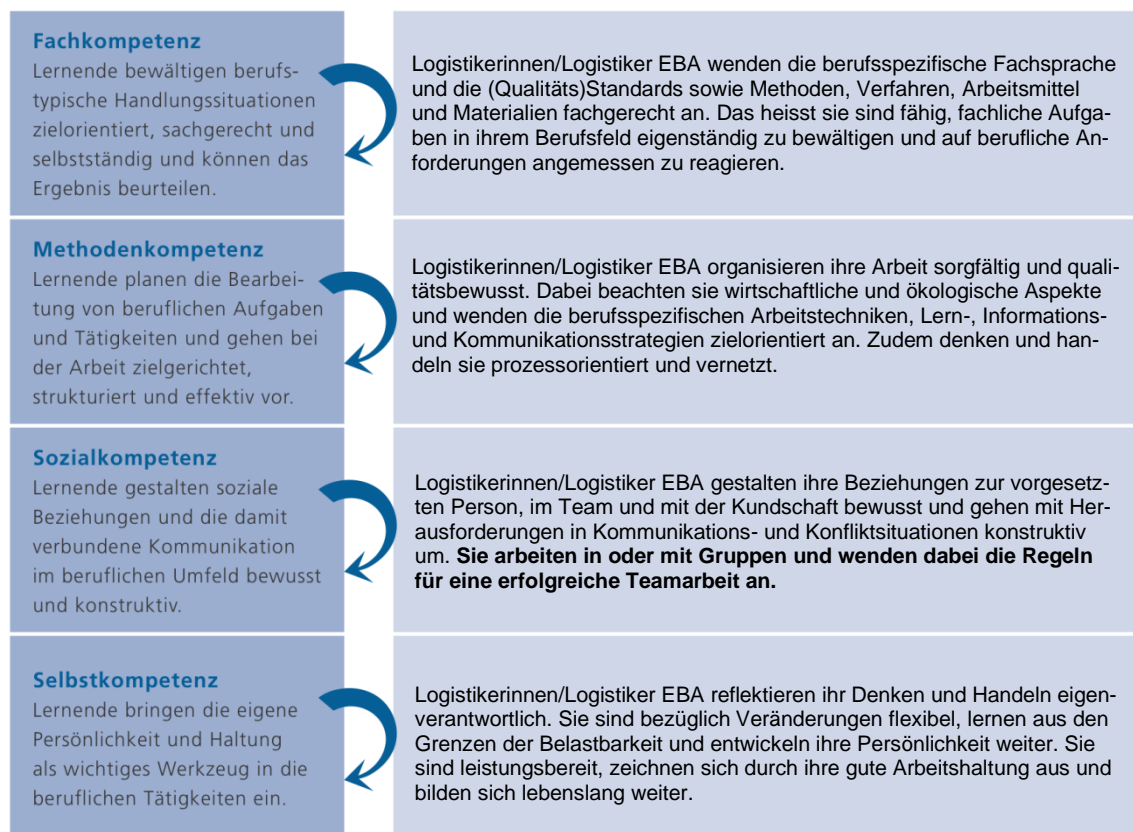 Fachkompetenz
Lernende bewältigen berufs-
typische Handlungssituationen
zielorientiert, sachgerecht und
selbstständig und können das
Ergebnis beurteilen.
Logistikerinnen/Logistiker EBA wenden die berufsspezifische Fachsprache
und die (Qualitäts)Standards sowie Methoden, Verfahren, Arbeitsmittel
und Materialien fachgerecht an. Das heisst sie sind fähig, fachliche Aufga-
ben in ihrem Berufsfeld eigenständig zu bewältigen und auf berufliche An-
forderungen angemessen zu reagieren.
Methodenkompetenz
Lernende planen die Bearbei-
tung von beruflichen Aufgaben
und Tätigkeiten und gehen bei
der Arbeit zielgerichtet,
strukturiert und effektiv vor.
Logistikerinnen/Logistiker EBA organisieren ihre Arbeit sorgfältig und quali-
tätsbewusst. Dabei beachten sie wirtschaftliche und ökologische Aspekte
und wenden die berufsspezifischen Arbeitstechniken, Lern-, Informations-
und Kommunikationsstrategien zielorientiert an. Zudem denken und han-
deln sie prozessorientiert und vernetzt.
Sozialkompetenz
Lernende gestalten soziale
Beziehungen und die damit
verbundene Kommunikation
im beruflichen Umfeld bewusst
und konstruktiv.
Logistikerinnen/Logistiker EBA gestalten ihre Beziehungen zur vorgesetz-
ten Person, im Team und mit der Kundschaft bewusst und gehen mit Her-
ausforderungen in Kommunikations- und Konfliktsituationen konstruktiv
um. Sie arbeiten in oder mit Gruppen und wenden dabei die Regeln
für eine erfolgreiche Teamarbeit an.
Selbstkompetenz
Lernende bringen die eigene
Persönlichkeit und Haltung
als wichtiges Werkzeug in die
beruflichen Tätigkeiten ein.
Logistikerinnen/Logistiker EBA reflektieren ihr Denken und Handeln eigen-
verantwortlich. Sie sind bezüglich Veränderungen flexibel, lernen aus den
Grenzen der Belastbarkeit und entwickeln ihre Persönlichkeit weiter. Sie
sind leistungsbereit, zeichnen sich durch ihre gute Arbeitshaltung aus und
bilden sich lebenslang weiter.